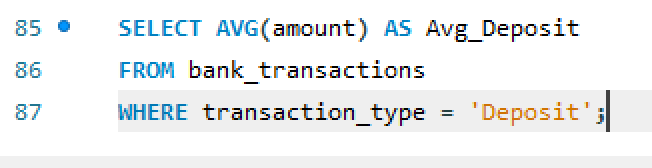 85 SELECT AVG(amount) AS Avg_Deposit
86 FROM bank_transactions
87 WHERE transaction_type = 'Deposit';